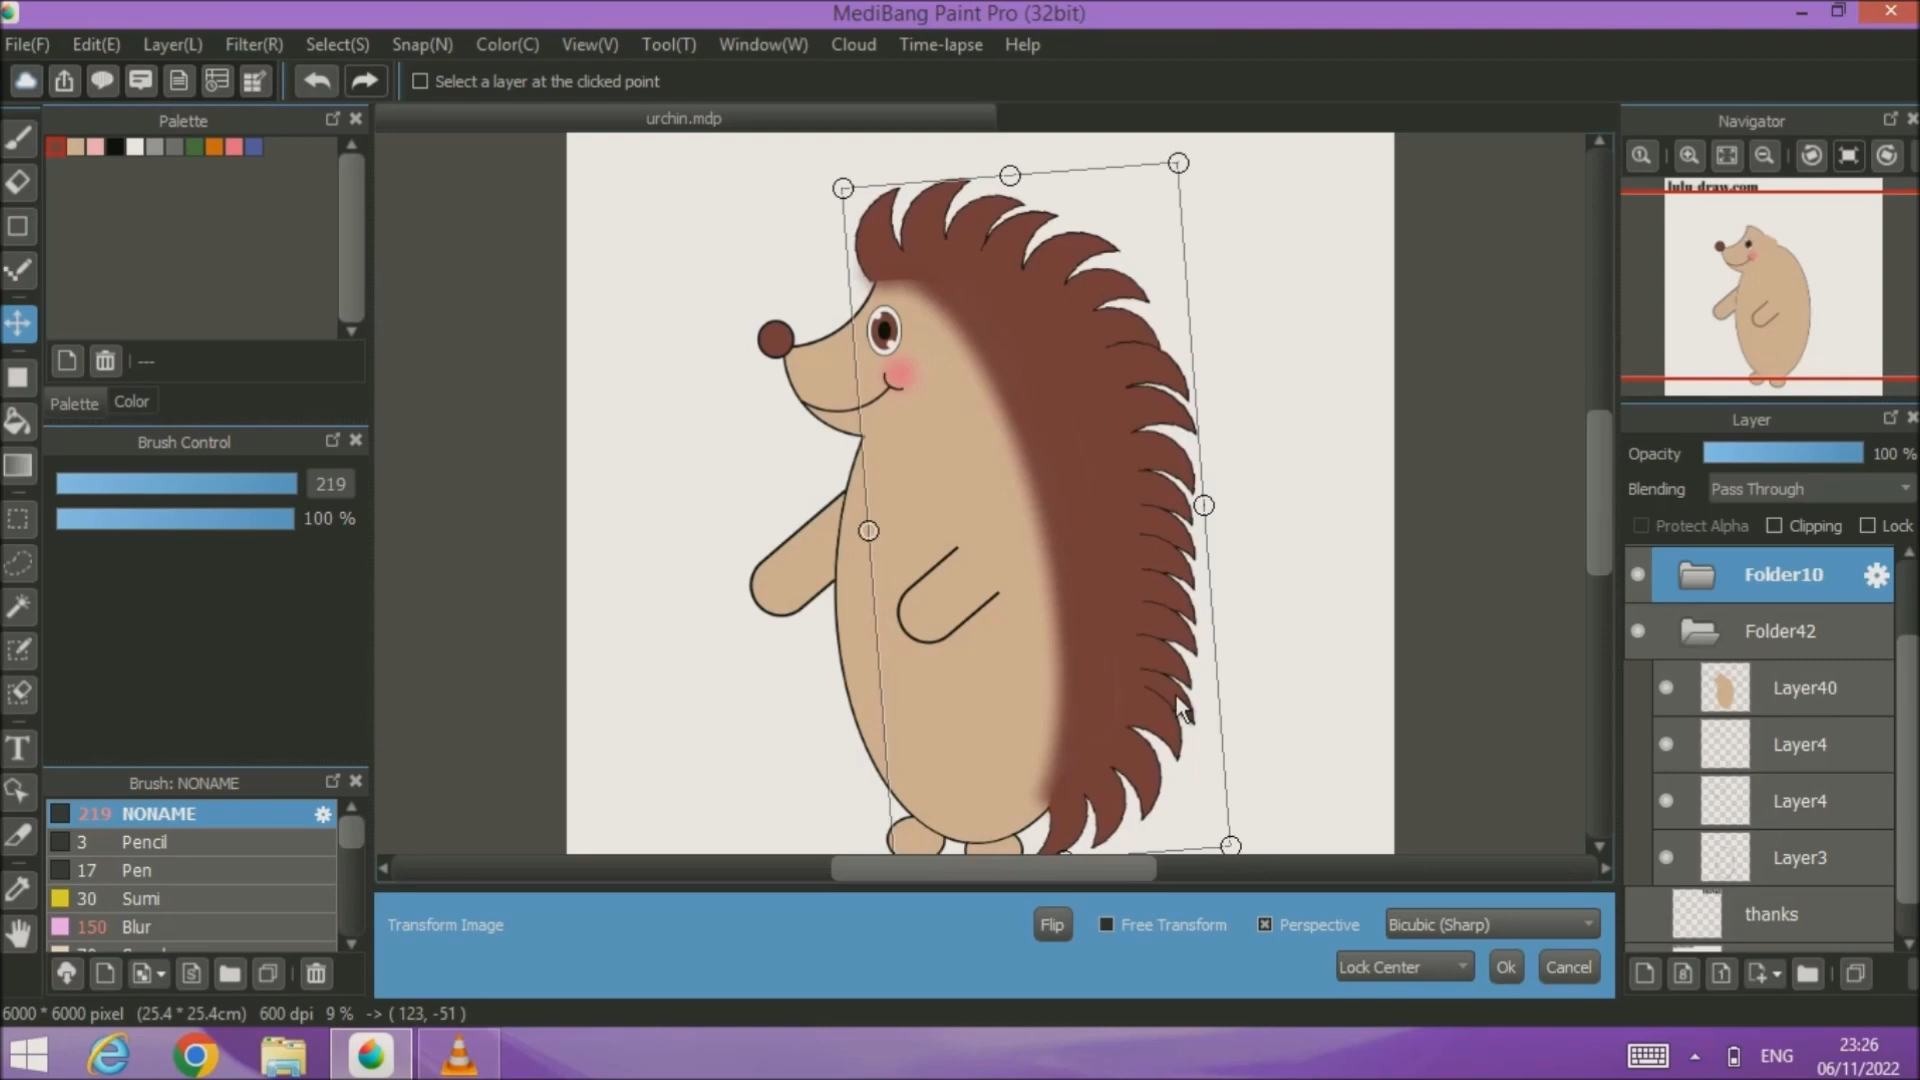 MediBang Paint Pro (32bit)
File(F) Edit(E) Layer(L) Filter(R) Select(S) Snap(N) Color(C) View(V) Tool(T) Window(W) Cloud Time-lapse Help
Select a layer at the clicked point
Palette
urchin.mdp
Navigator
lulu draw.com
---
Palette Color
Brush Control
219
100 %
Layer
Opacity 100 %
Blending Pass Through
Protect Alpha Clipping Lock
Folder10
Folder42
Layer40
Layer4
Layer4
Layer3
thanks
Brush: NONAME
219 NONAME
3 Pencil
17 Pen
30 Sumi
150 Blur
Transform Image Flip Free Transform Perspective Bicubic (Sharp)
Lock Center Ok Cancel
6000 * 6000 pixel (25.4 * 25.4cm) 600 dpi 9 % -> ( 123, -51 )
ENG
23:26
06/11/2022